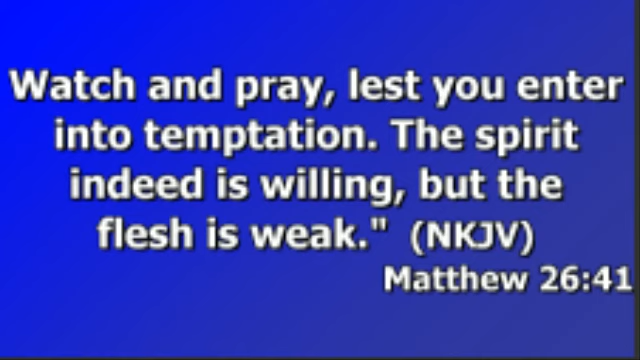 Watch and pray, lest you enter
into temptation. The spirit
indeed is willing, but the
flesh is weak." (NKJV)
Matthew 26:41